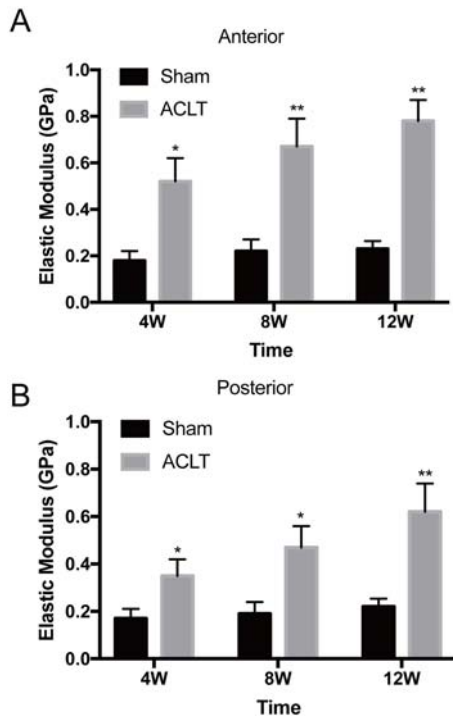 A
Anterior
Sham
ACLT
Elastic Modulus (GPa)
1.0
0.8
0.6
0.4
0.2
0.0
*
**
**
4W
8W
12W
Time
B
Posterior
Sham
ACLT
Elastic Modulus (GPa)
1.0
0.8
0.6
0.4
0.2
0.0
*
*
**
4W
8W
12W
Time